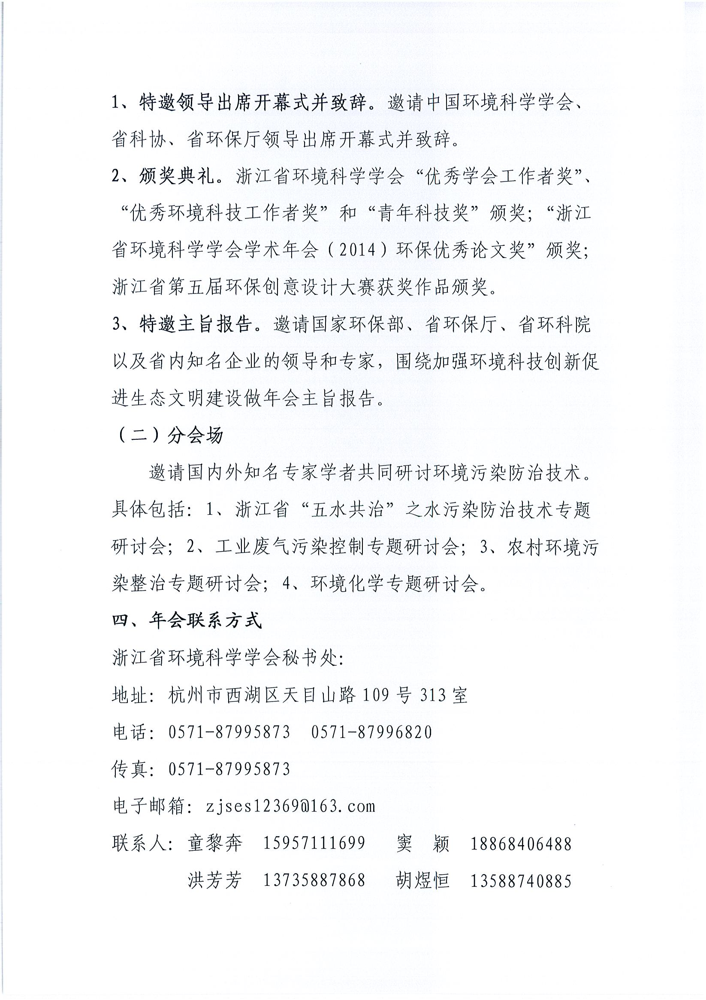 1、特邀领导出席开幕式并致辞。邀请中国环境科学学会、
省科协、省环保厅领导出席开幕式并致辞。
2、颁奖典礼。浙江省环境科学学会“优秀学会工作者奖”、
“优秀环境科技工作者奖”和“青年科技奖”颁奖；“浙江
省环境科学学会学术年会（2014）环保优秀论文奖”颁奖；
浙江省第五届环保创意设计大赛获奖作品颁奖。
3、特邀主旨报告。邀请国家环保部、省环保厅、省环科院
以及省内知名企业的领导和专家，围绕加强环境科技创新促
进生态文明建设做年会主旨报告。
（二）分会场
邀请国内外知名专家学者共同研讨环境污染防治技术。
具体包括：1、浙江省“五水共治”之水污染防治技术专题
研讨会；2、工业废气污染控制专题研讨会；3、农村环境污
染整治专题研讨会；4、环境化学专题研讨会。
四、年会联系方式
浙江省环境科学学会秘书处：
地址：杭州市西湖区天目山路109号313室
电话：0571-87995873 0571-87996820
传真：0571-87995873
电子邮箱：zjses12369@163.com
联系人：童黎奔 15957111699 窦 颖 18868406488
洪芳芳 13735887868 胡煜恒 13588740885